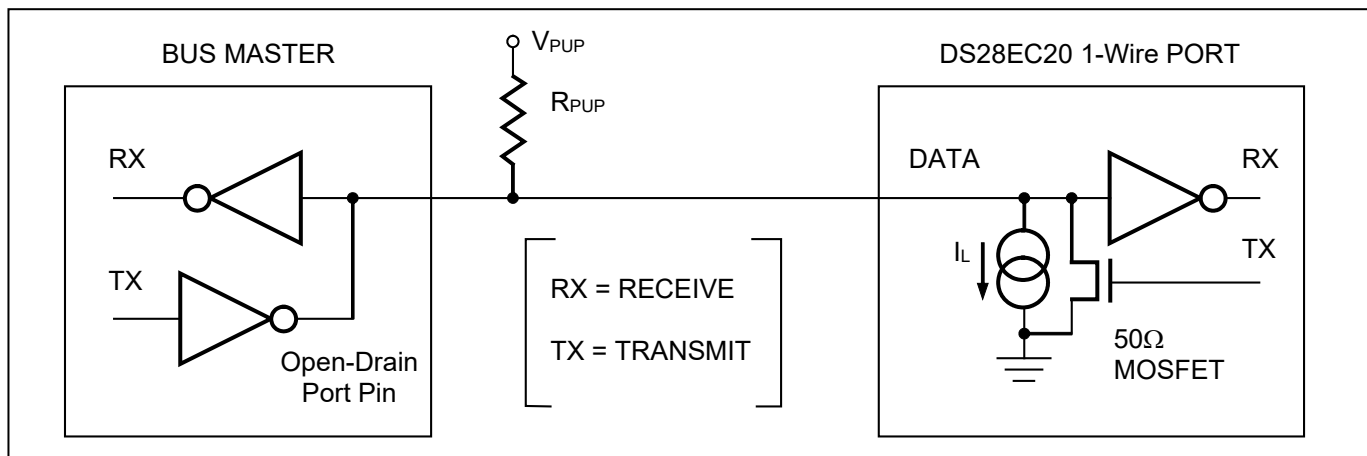 BUS MASTER
VPUP
DS28EC20 1-Wire PORT
RPUP
RX
DATA
RX
TX
IL
TX
RX = RECEIVE
TX = TRANSMIT
Open-Drain
Port Pin
50Ω
MOSFET